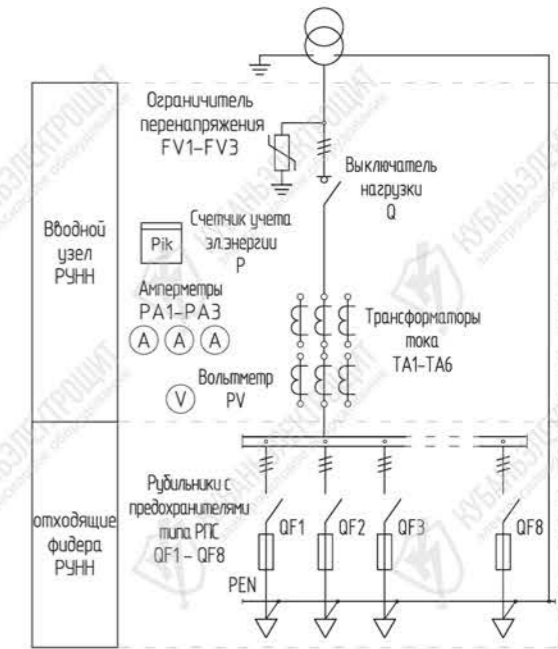 Ограничитель
перенапряжения
FV1-FV3
Выключатель
нагрузки
Q
Вводной
узел
РУНН
Счетчик учета
эл.энергии
P
Pik
Амперметры
PA1-PA3
A A A
Трансформаторы
тока
TA1-TA6
Вольтметр
PV
V
отходящие
фидера
РУНН
Рубильники с
предохранителями
типа РПС
QF1 - QF8
QF1 QF2 QF3 QF8
PEN
КУБАНЬЭЛЕКТРОЩИТ